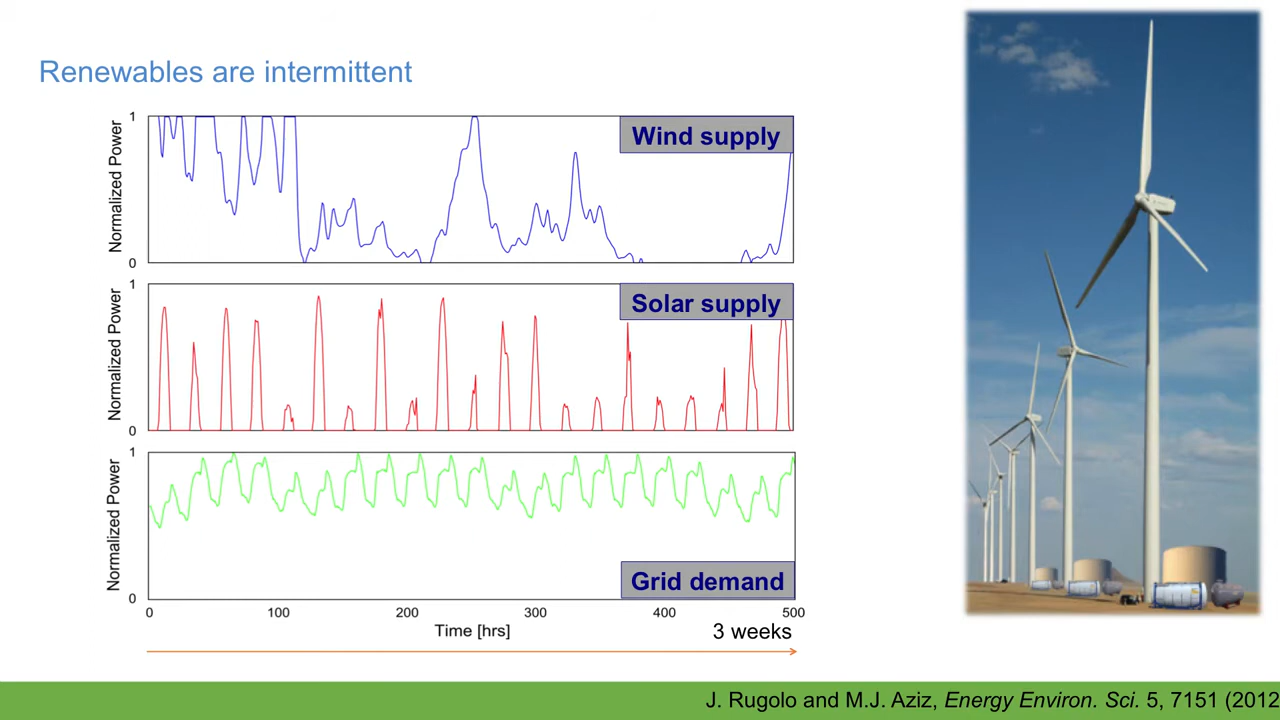 Renewables are intermittent
1
Normalized Power
0
Wind supply
1
Normalized Power
0
Solar supply
1
Normalized Power
0
Grid demand
0 100 200 300 400 500
Time [hrs]
3 weeks
J. Rugolo and M.J. Aziz, Energy Environ. Sci. 5, 7151 (2012